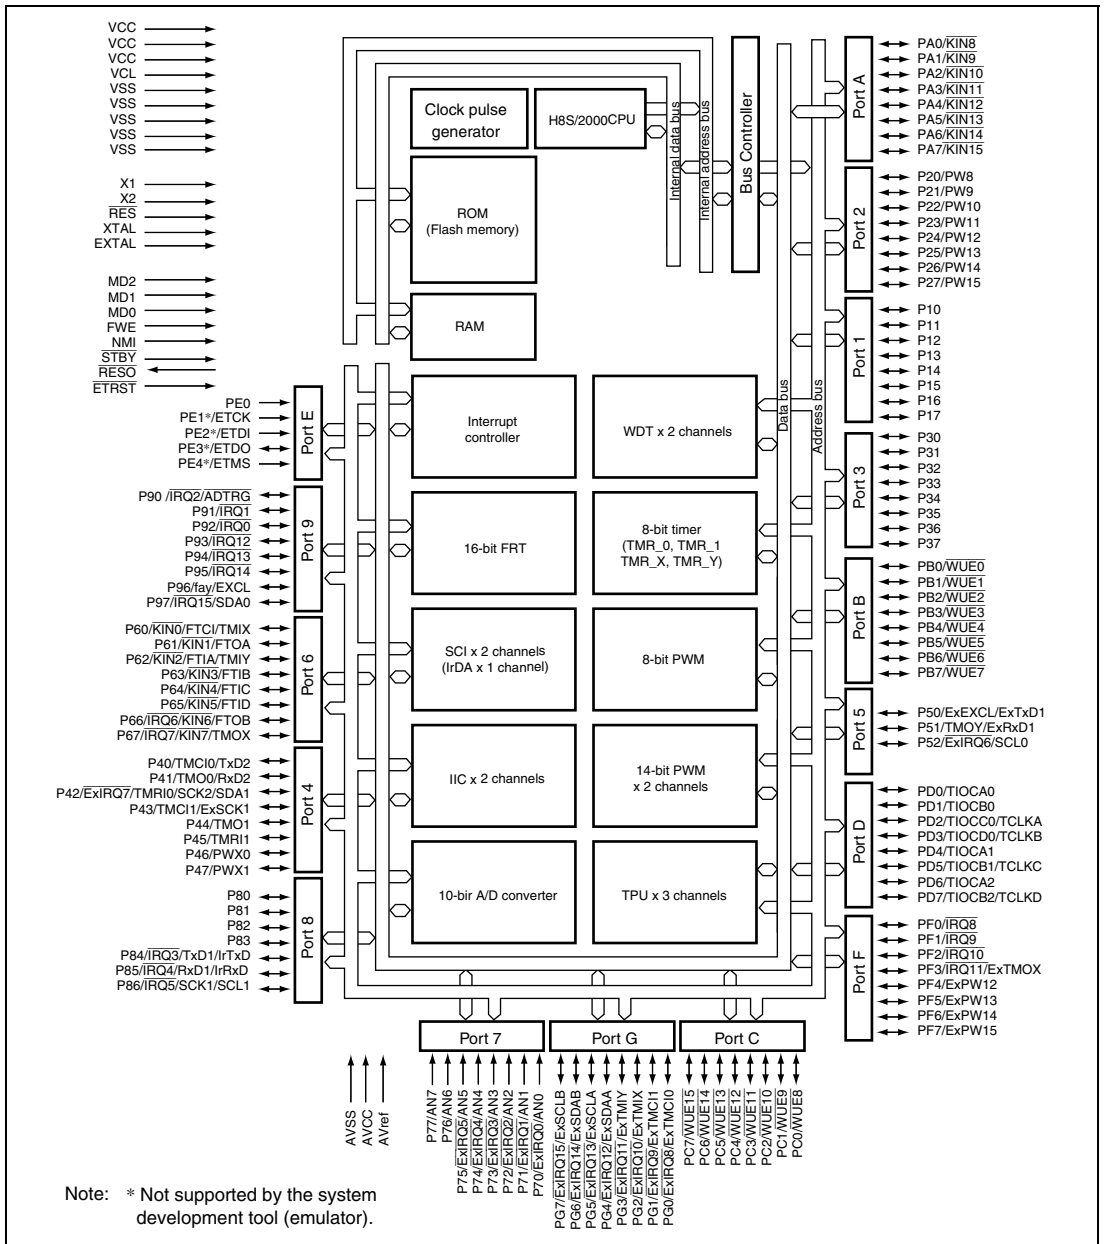 VCC
VCC
VCC
VCL
VSS
VSS
VSS
VSS
VSS
X1
X2
RES
XTAL
EXTAL
MD2
MD1
MD0
FWE
NMI
STBY
RESO
ETRST
PE0
PE1*/ETCK
PE2*/ETDI
PE3*/ETDO
PE4*/ETMS
Port E
P90 /IRQ2/ADTRG
P91/IRQ1
P92/IRQ0
P93/IRQ12
P94/IRQ13
P95/IRQ14
P96/fay/EXCL
P97/IRQ15/SDA0
Port 9
P60/KIN0/FTCI/TMIX
P61/KIN1/FTOA
P62/KIN2/FTIA/TMIY
P63/KIN3/FTIB
P64/KIN4/FTIC
P65/KIN5/FTID
P66/IRQ6/KIN6/FTOB
P67/IRQ7/KIN7/TMOX
Port 6
P40/TMCI0/TxD2
P41/TMO0/RxD2
P42/ExIRQ7/TMRI0/SCK2/SDA1
P43/TMCI1/ExSCK1
P44/TMO1
P45/TMRI1
P46/PWX0
P47/PWX1
Port 4
P80
P81
P82
P83
P84/IRQ3/TxD1/IrTxD
P85/IRQ4/RxD1/IrRxD
P86/IRQ5/SCK1/SCL1
Port 8
Clock pulse
generator
H8S/2000CPU
ROM
(Flash memory)
RAM
Internal data bus
Internal address bus
Bus Controller
Interrupt
controller
WDT x 2 channels
16-bit FRT
8-bit timer
(TMR_0, TMR_1
TMR_X, TMR_Y)
SCI x 2 channels
(IrDA x 1 channel)
8-bit PWM
IIC x 2 channels
14-bit PWM
x 2 channels
10-bir A/D converter
TPU x 3 channels
Data bus
Address bus
Port A
PA0/KIN8
PA1/KIN9
PA2/KIN10
PA3/KIN11
PA4/KIN12
PA5/KIN13
PA6/KIN14
PA7/KIN15
Port 2
P20/PW8
P21/PW9
P22/PW10
P23/PW11
P24/PW12
P25/PW13
P26/PW14
P27/PW15
Port 1
P10
P11
P12
P13
P14
P15
P16
P17
Port 3
P30
P31
P32
P33
P34
P35
P36
P37
Port B
PB0/WUE0
PB1/WUE1
PB2/WUE2
PB3/WUE3
PB4/WUE4
PB5/WUE5
PB6/WUE6
PB7/WUE7
Port 5
P50/ExEXCL/ExTxD1
P51/TMOY/ExRxD1
P52/ExIRQ6/SCL0
Port D
PD0/TIOCA0
PD1/TIOCB0
PD2/TIOCC0/TCLKA
PD3/TIOCD0/TCLKB
PD4/TIOCA1
PD5/TIOCB1/TCLKC
PD6/TIOCA2
PD7/TIOCB2/TCLKD
Port F
PF0/IRQ8
PF1/IRQ9
PF2/IRQ10
PF3/IRQ11/ExTMOX
PF4/ExPW12
PF5/ExPW13
PF6/ExPW14
PF7/ExPW15
Port 7
Port G
Port C
AVSS
AVCC
AVref
P77/AN7
P76/AN6
P75/ExIRQ5/AN5
P74/ExIRQ4/AN4
P73/ExIRQ3/AN3
P72/ExIRQ2/AN2
P71/ExIRQ1/AN1
P70/ExIRQ0/AN0
PG7/ExIRQ15/ExSCLB
PG6/ExIRQ14/ExSDAB
PG5/ExIRQ13/ExSCLA
PG4/ExIRQ12/ExSDAA
PG3/ExIRQ11/ExTMIY
PG2/ExIRQ10/ExTMIX
PG1/ExIRQ9/ExTMCI1
PG0/ExIRQ8/ExTMCI0
PC7/WUE15
PC6/WUE14
PC5/WUE13
PC4/WUE12
PC3/WUE11
PC2/WUE10
PC1/WUE9
PC0/WUE8
Note: * Not supported by the system
development tool (emulator).